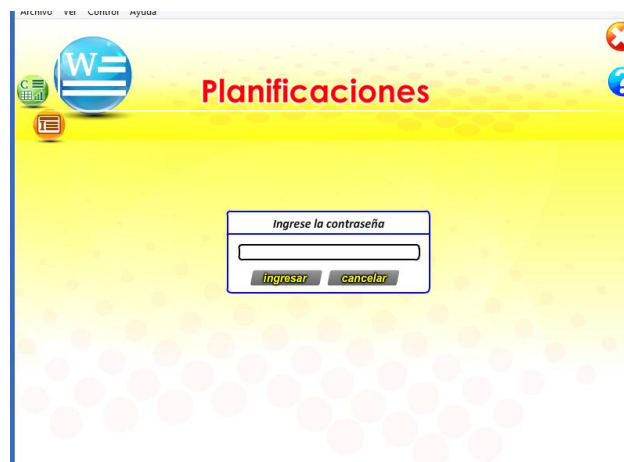 Archivo Ver Control Ayuda
W
C
I
Planificaciones
?
Ingrese la contraseña
ingresar cancelar